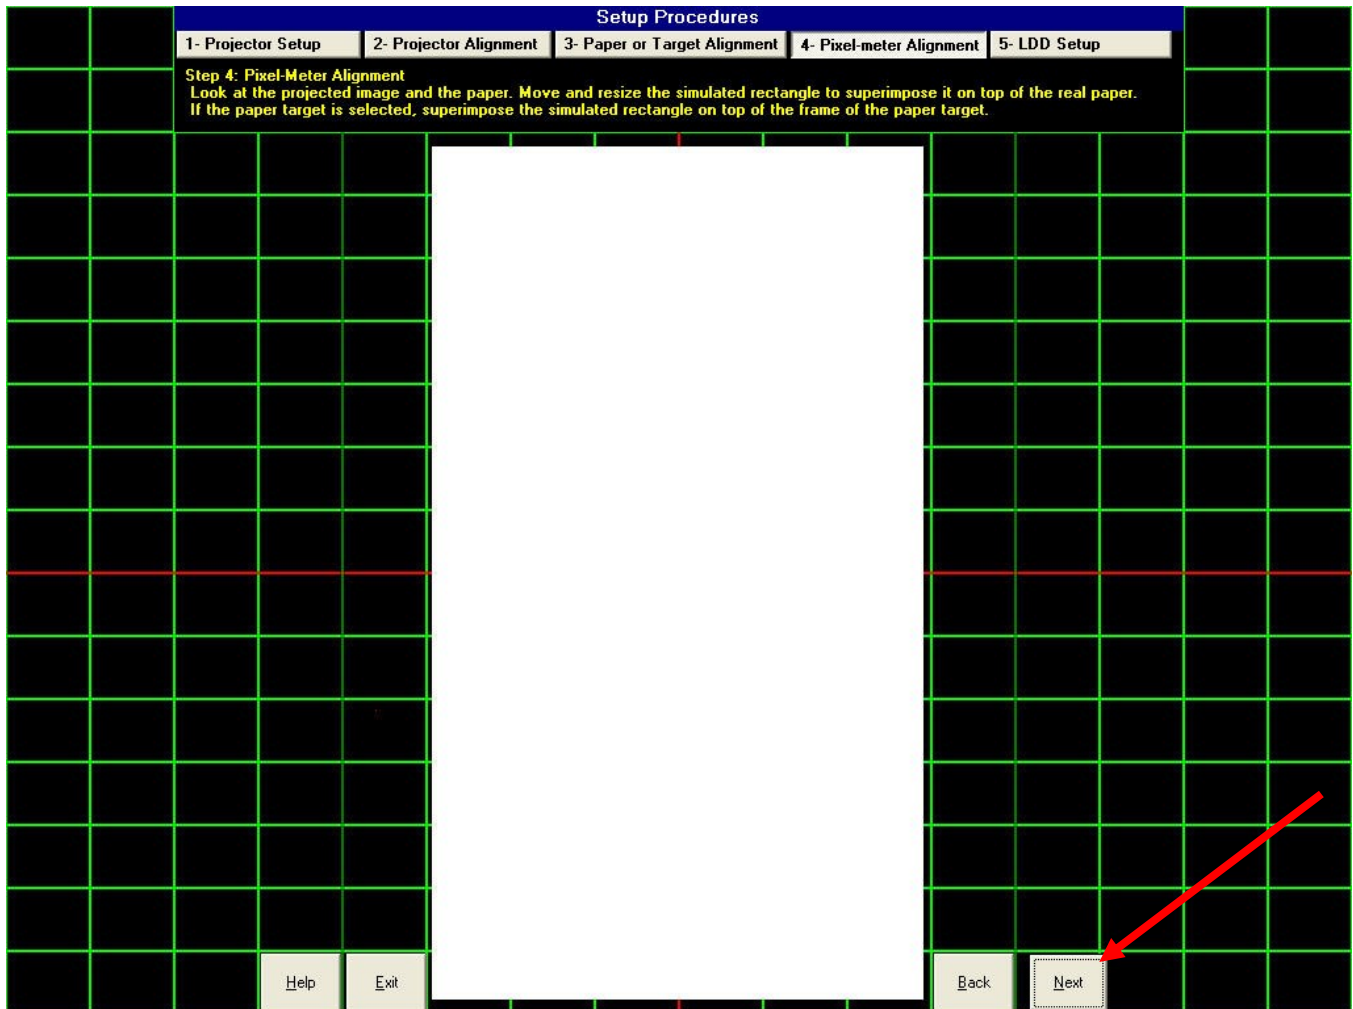 Setup Procedures
1- Projector Setup 2- Projector Alignment 3- Paper or Target Alignment 4- Pixel-meter Alignment 5- LDD Setup
Step 4: Pixel-Meter Alignment
Look at the projected image and the paper. Move and resize the simulated rectangle to superimpose it on top of the real paper.
If the paper target is selected, superimpose the simulated rectangle on top of the frame of the paper target.
Help Exit Back Next